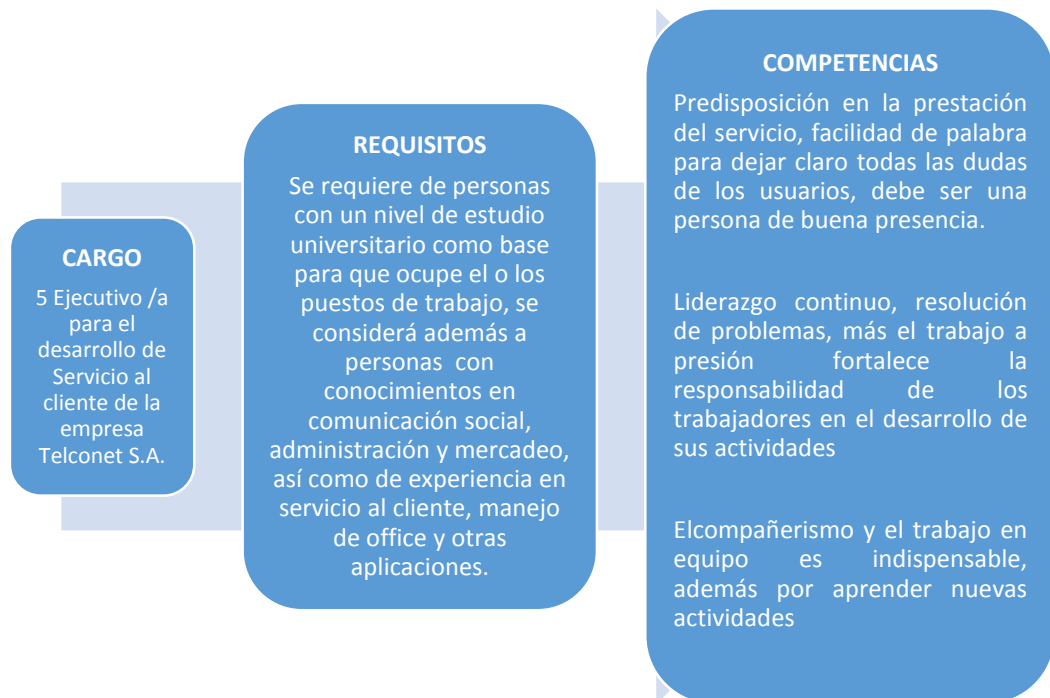 CARGO
5 Ejecutivo /a
para el
desarrollo de
Servicio al
cliente de la
empresa
Telconet S.A.
REQUISITOS
Se requiere de personas
con un nivel de estudio
universitario como base
para que ocupe el o los
puestos de trabajo, se
considerá además a
personas con
conocimientos en
comunicación social,
administración y mercadeo,
así como de experiencia en
servicio al cliente, manejo
de office y otras
aplicaciones.
COMPETENCIAS
Predisposición en la prestación
del servicio, facilidad de palabra
para dejar claro todas las dudas
de los usuarios, debe ser una
persona de buena presencia.
Liderazgo continuo, resolución
de problemas, más el trabajo a
presión fortalece la
responsabilidad de los
trabajadores en el desarrollo de
sus actividades
Elcompañerismo y el trabajo en
equipo es indispensable,
además por aprender nuevas
actividades